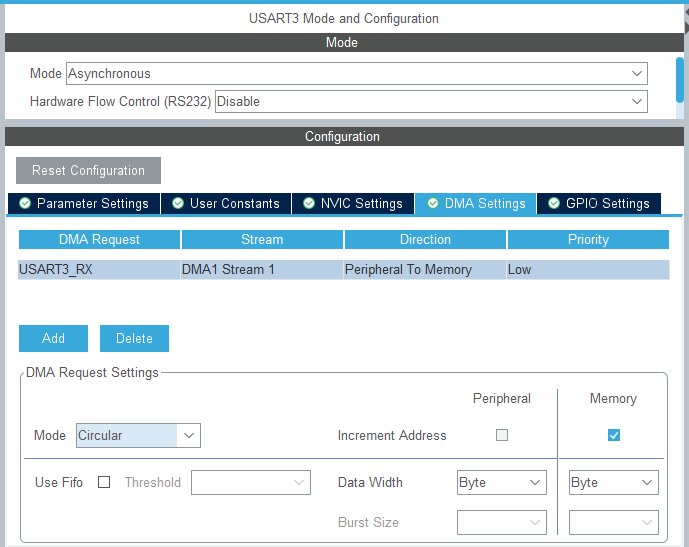 USART3 Mode and Configuration
Mode
Mode Asynchronous
Hardware Flow Control (RS232) Disable
Configuration
Reset Configuration
Parameter Settings User Constants NVIC Settings DMA Settings GPIO Settings
DMA Request Stream Direction Priority
USART3_RX DMA1 Stream 1 Peripheral To Memory Low
Add Delete
DMA Request Settings
Peripheral Memory
Mode Circular Increment Address
Use Fifo Threshold Data Width Byte Byte
Burst Size